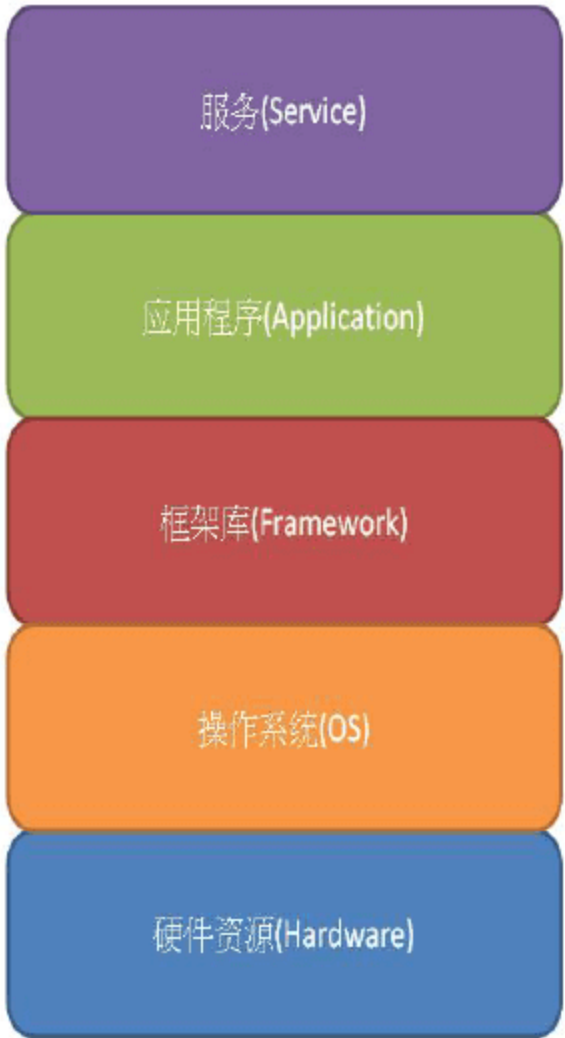 服务(Service)
应用程序(Application)
框架库(Framework)
操作系统(OS)
硬件资源(Hardware)